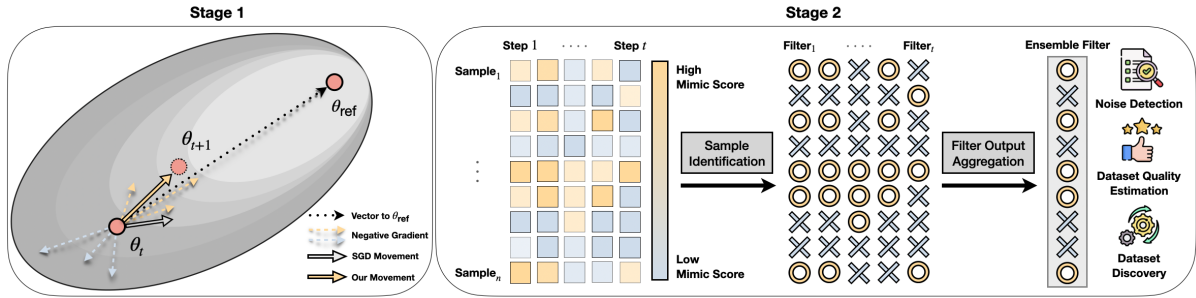 Stage 1
θref
θt+1
θt
Vector to θref
Negative Gradient
SGD Movement
Our Movement
Stage 2
Step 1
· · · ·
Step t
Sample1
Samplen
High
Mimic Score
Low
Mimic Score
Sample
Identification
Filter1
· · · ·
Filtert
Filter Output
Aggregation
Ensemble Filter
Noise Detection
Dataset Quality
Estimation
Dataset
Discovery